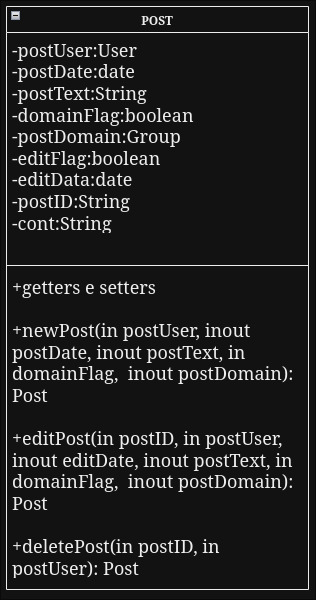 POST
-postUser:User
-postDate:date
-postText:String
-domainFlag:boolean
-postDomain:Group
-editFlag:boolean
-editData:date
-postID:String
-cont:String
+getters e setters
+newPost(in postUser, inout
postDate, inout postText, in
domainFlag,  inout postDomain):
Post
+editPost(in postID, in postUser,
inout editDate, inout postText, in
domainFlag,  inout postDomain):
Post
+deletePost(in postID, in
postUser): Post